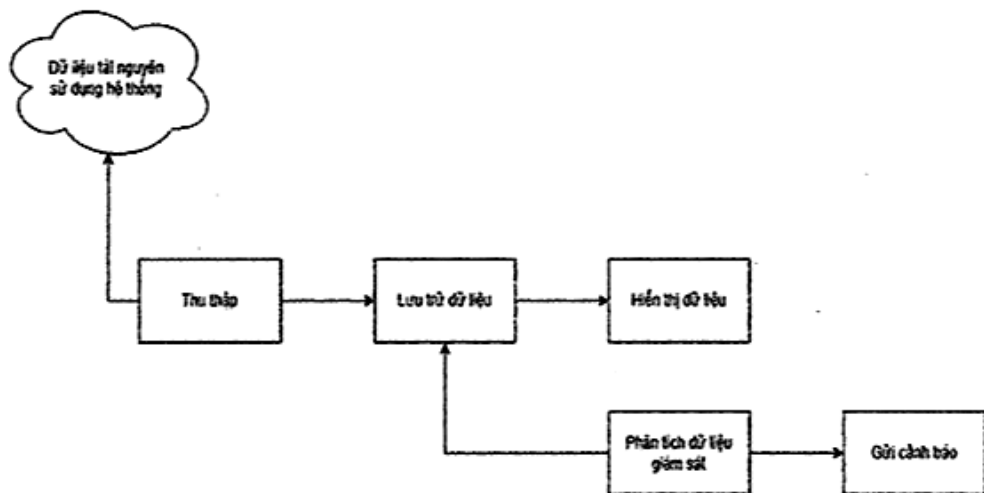 Dữ liệu tài nguyên
sử dụng hệ thống
Thu thập
Lưu trữ dữ liệu
Hiển thị dữ liệu
Phân tích dữ liệu
giám sát
Gửi cảnh báo